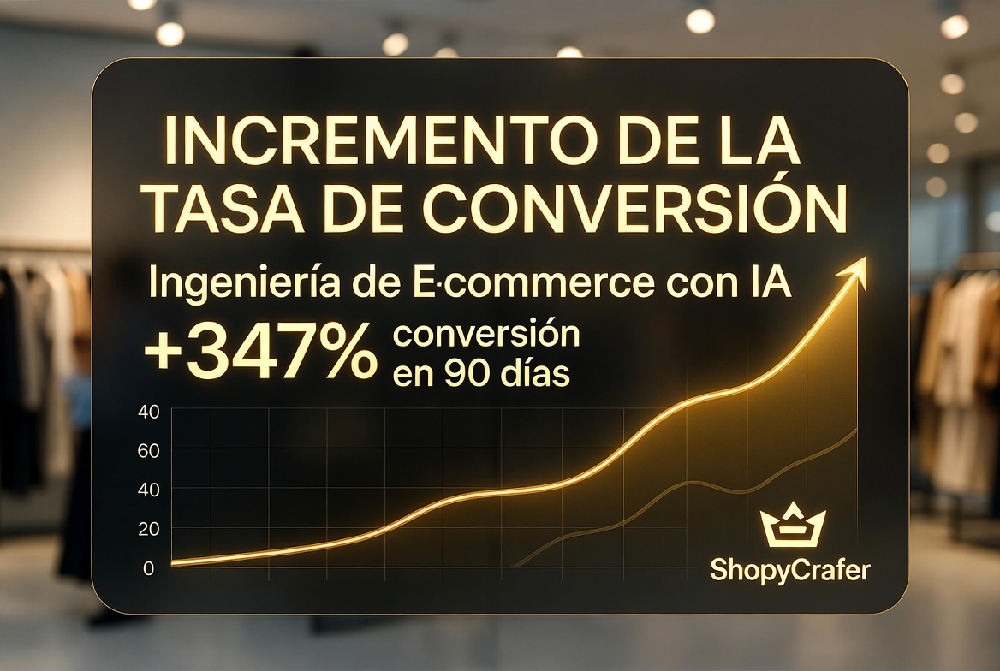 INCREMENTO DE LA
TASA DE CONVERSIÓN
Ingeniería de E-commerce con IA
+347% conversión
en 90 días
40
60
40
20
0
ShopyCrafer